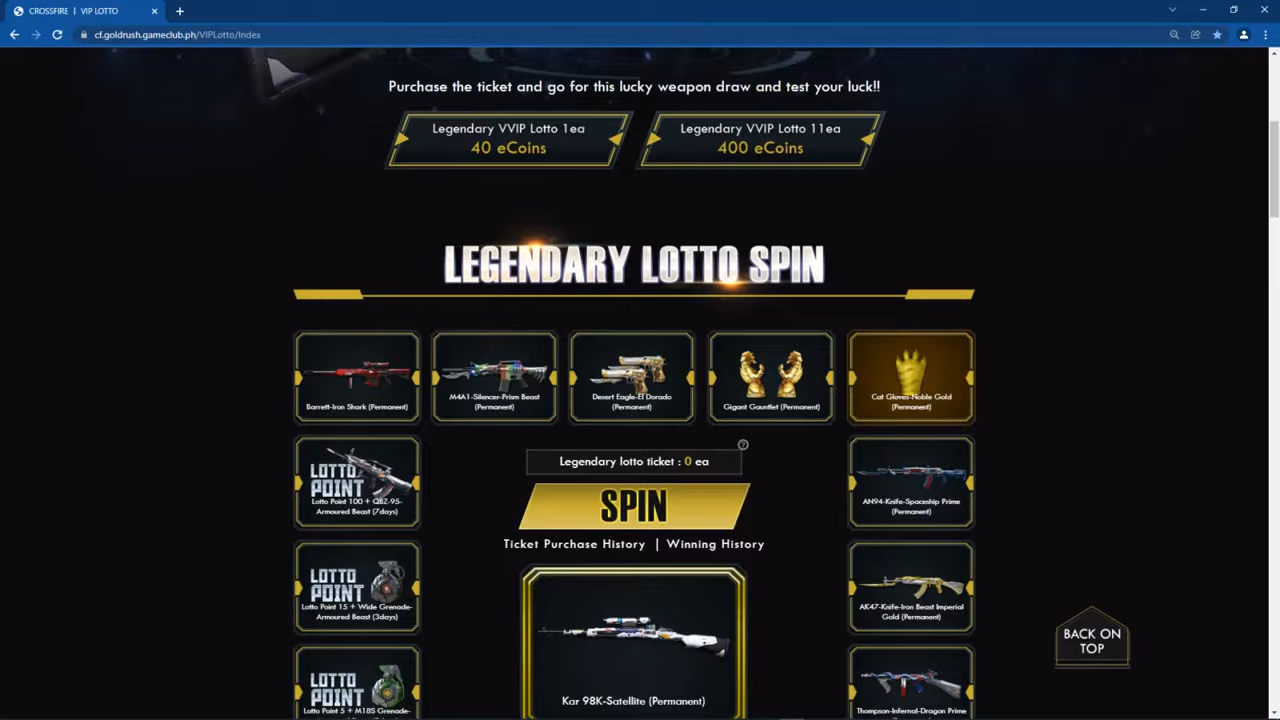 CROSSFIRE | VIP LOTTO
cf.goldrush.gameclub.ph/VIPLotto/Index
Purchase the ticket and go for this lucky weapon draw and test your luck!!
Legendary VVIP Lotto 1ea
40 eCoins
Legendary VVIP Lotto 11ea
400 eCoins
LEGENDARY LOTTO SPIN
Barrett-Iron Shark (Permanent)
M4A1-Silencer-Prism Beast
(Permanent)
Desert Eagle-El Dorado
(Permanent)
Gigant Gauntlet (Permanent)
Cat Gloves-Noble Gold
(Permanent)
LOTTO
POINT
Lotto Point 100 + QBZ-95-
Armoured Beast (7days)
Legendary lotto ticket : 0 ea
?
SPIN
Ticket Purchase History | Winning History
AN94-Knife-Spaceship Prime
(Permanent)
LOTTO
POINT
Lotto Point 15 + Wide Grenade-
Armoured Beast (3days)
AK47-Knife-Iron Beast Imperial
Gold (Permanent)
BACK ON
TOP
LOTTO
POINT
Lotto Point 5 + M18S Grenade-
Kar 98K-Satellite (Permanent)
Thompson-Infernal-Dragon Prime